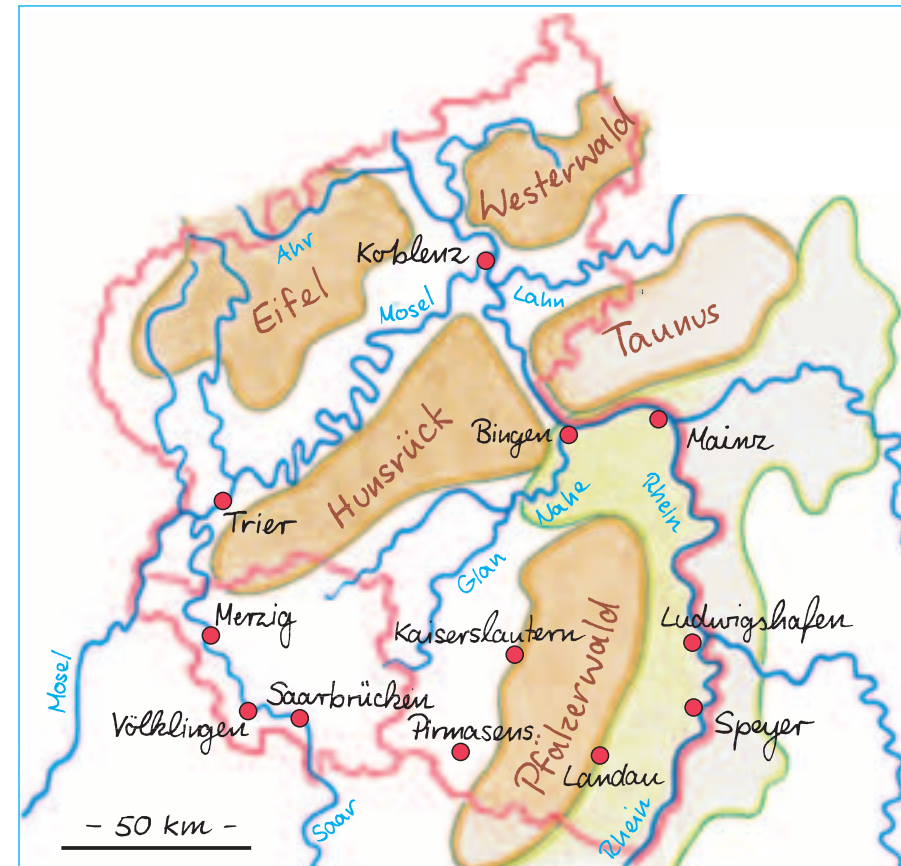 Westerwald
Ahr
Koblenz
Eifel
Mosel
Lahn
Taunus
Hunsrück
Bingen
Mainz
Nahe
Rhein
Trier
Glan
Merzig
Kaiserslautern
Ludwigshafen
Mosel
Saarbrücken
Völklingen
Pirmasens
Pfälzerwald
Speyer
Landau
- 50 km -
Saar
Rhein